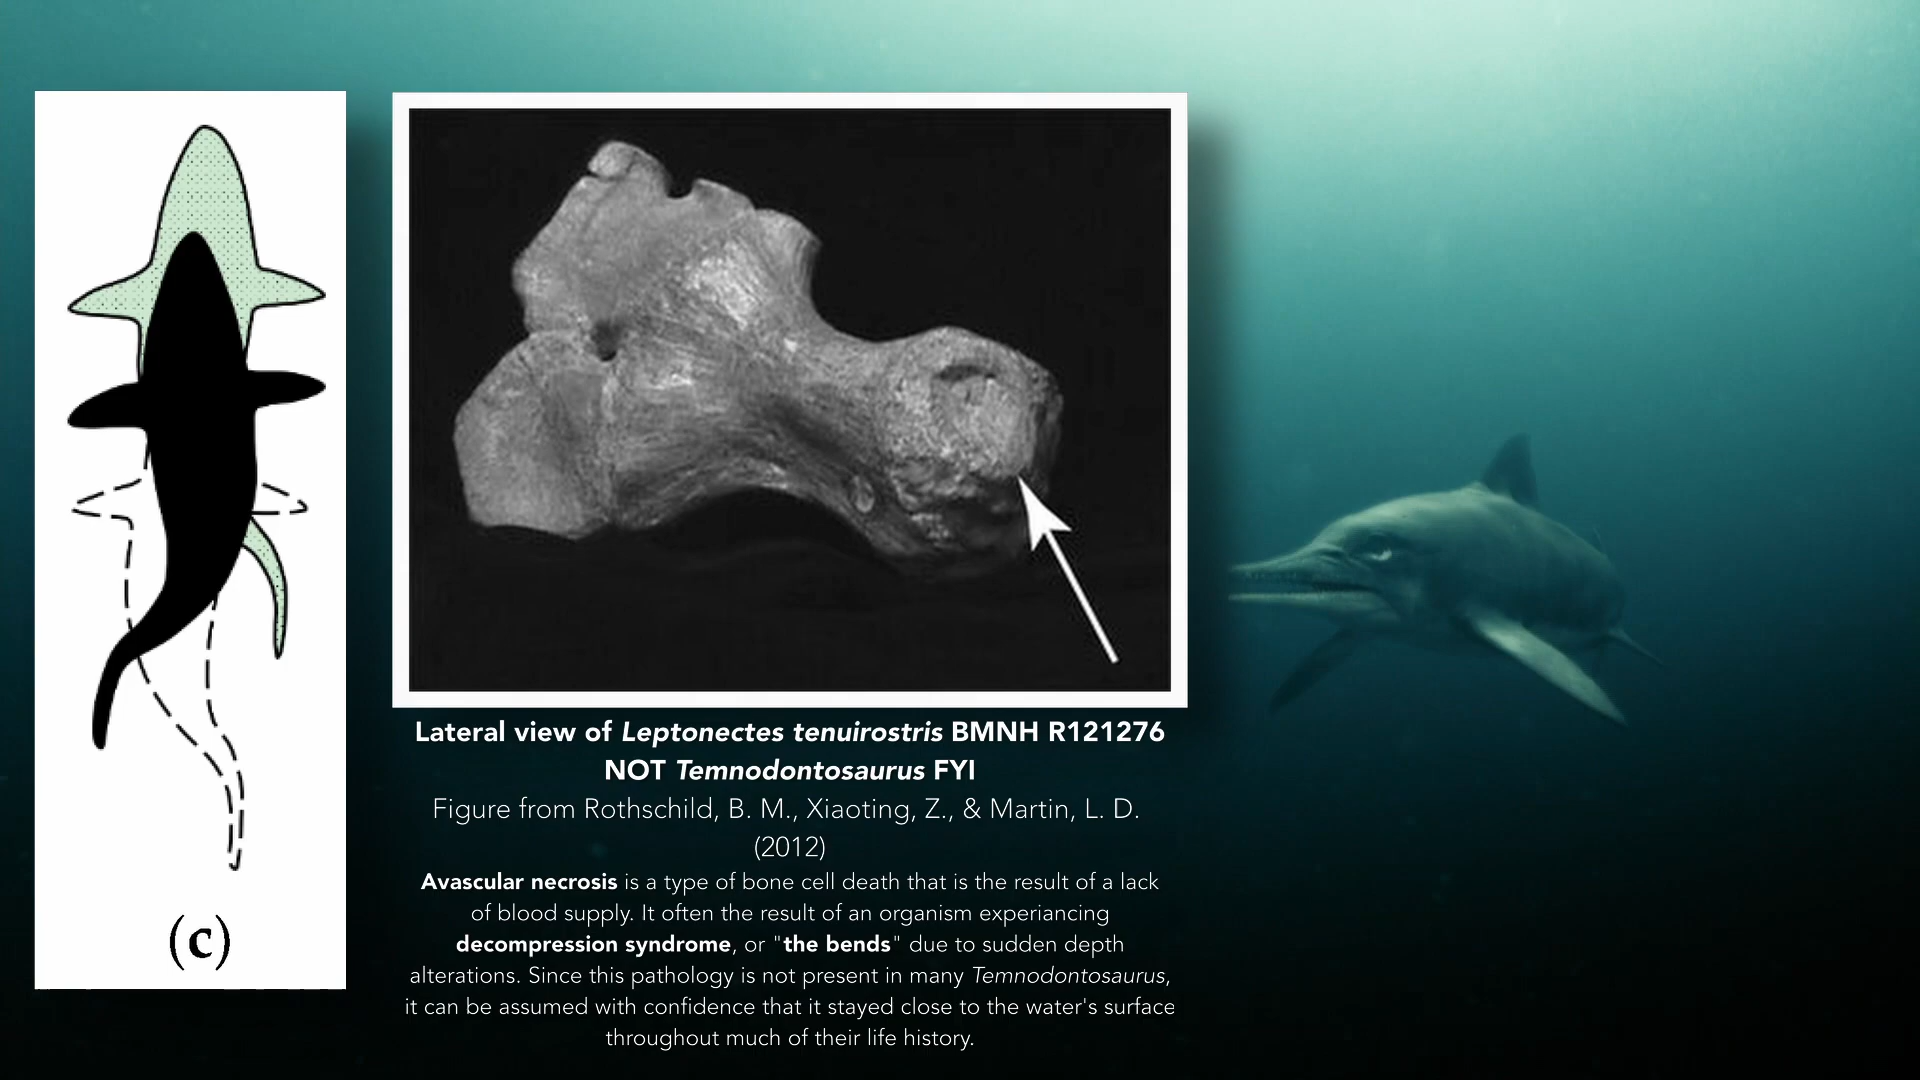 (c)
Lateral view of Leptonectes tenuirostris BMNH R121276
NOT Temnodontosaurus FYI
Figure from Rothschild, B. M., Xiaoting, Z., & Martin, L. D.
(2012)
Avascular necrosis is a type of bone cell death that is the result of a lack
of blood supply. It often the result of an organism experiancing
decompression syndrome, or "the bends" due to sudden depth
alterations. Since this pathology is not present in many Temnodontosaurus,
it can be assumed with confidence that it stayed close to the water's surface
throughout much of their life history.